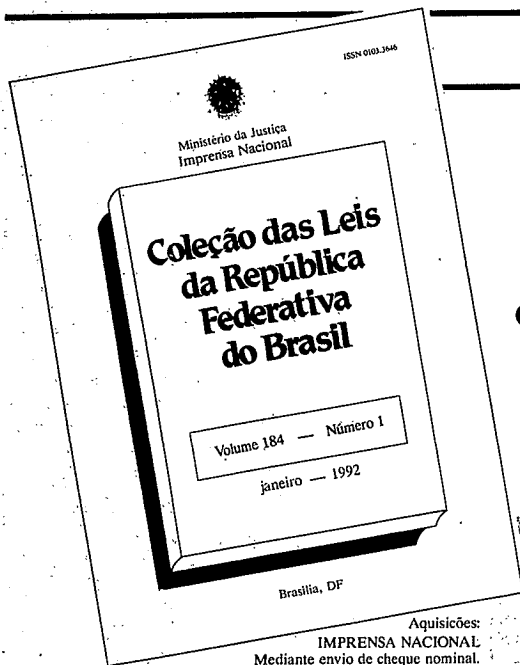 ISSN 0103.3646
Ministério da Justiça
Imprensa Nacional
Coleção das Leis
da República
Federativa
do Brasil
Volume 184 — Número 1
janeiro — 1992
Brasília, DF
Aquisicões:
IMPRENSA NACIONAL
Mediante envio de cheque nominal.